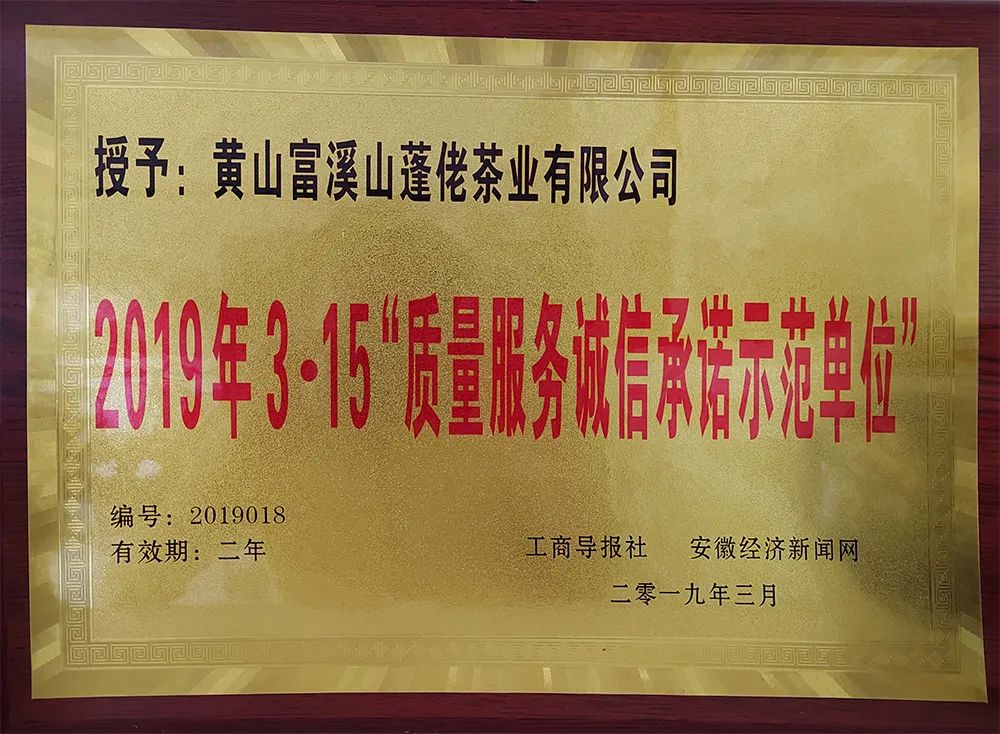 授予：黄山富溪山蓬佬茶业有限公司
2019年3·15“质量服务诚信承诺示范单位”
编号：2019018
有效期：二年
工商导报社 安徽经济新闻网
二零一九年三月